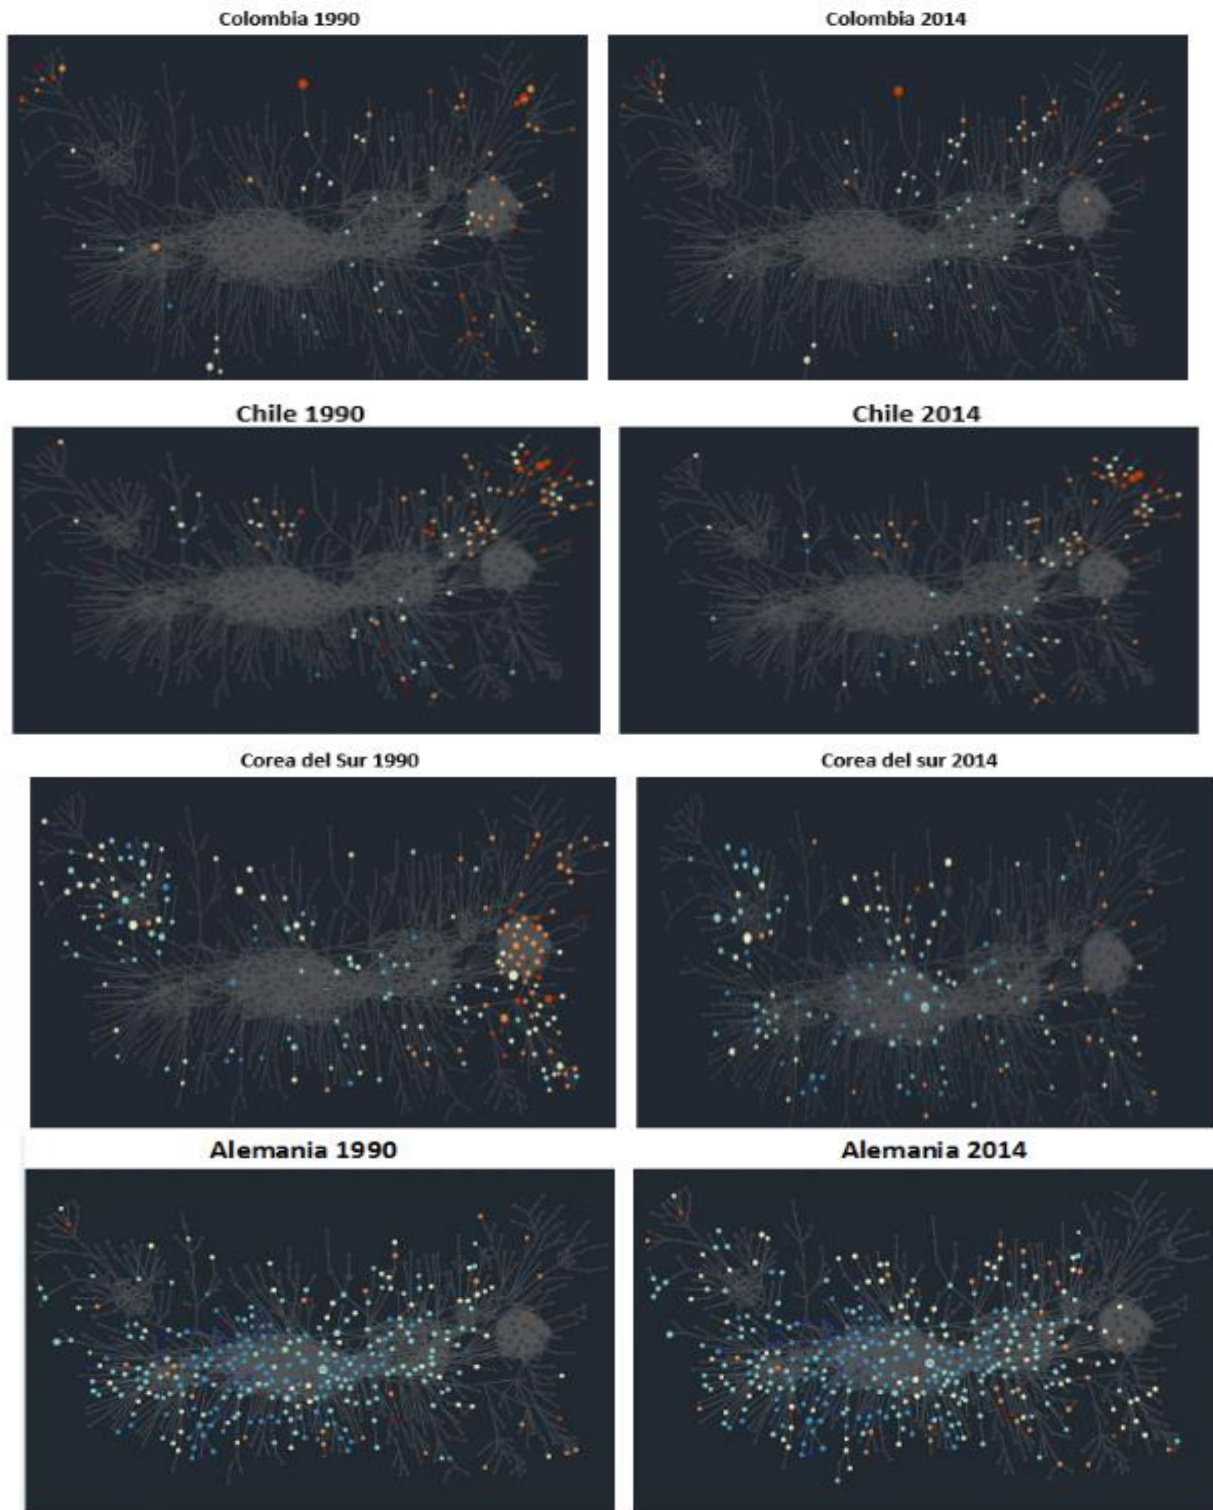 Colombia 1990
Colombia 2014
Chile 1990
Chile 2014
Corea del Sur 1990
Corea del sur 2014
Alemania 1990
Alemania 2014